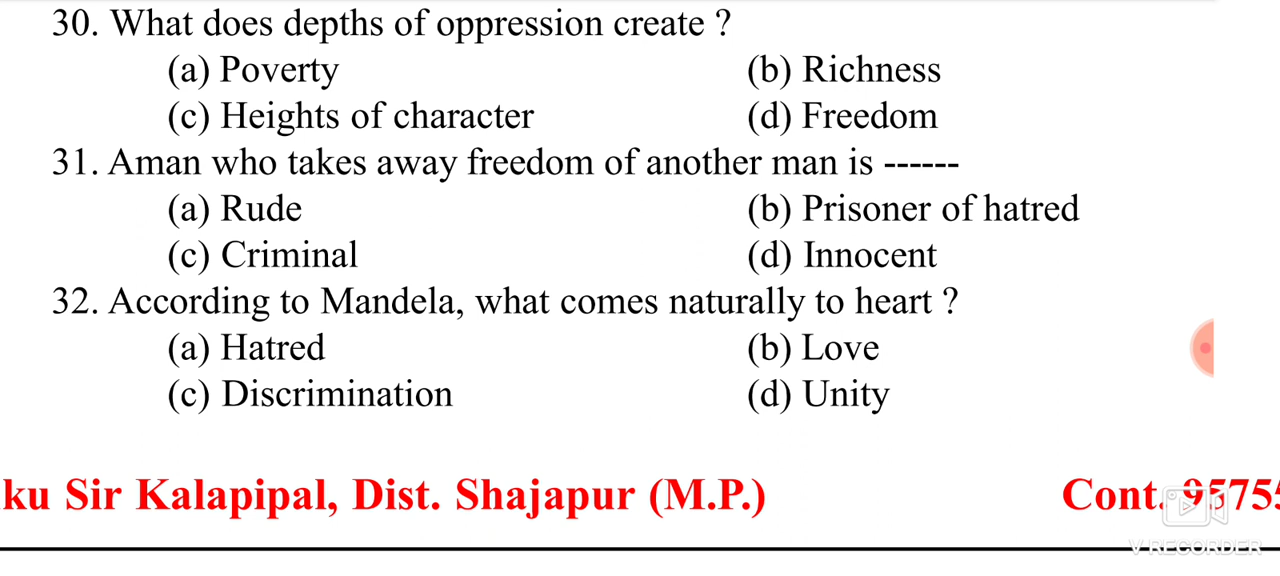 30. What does depths of oppression create ?
(a) Poverty (b) Richness
(c) Heights of character (d) Freedom
31. Aman who takes away freedom of another man is ------
(a) Rude (b) Prisoner of hatred
(c) Criminal (d) Innocent
32. According to Mandela, what comes naturally to heart ?
(a) Hatred (b) Love
(c) Discrimination (d) Unity
ku Sir Kalapipal, Dist. Shajapur (M.P.) Cont. 9575
V RECORDER